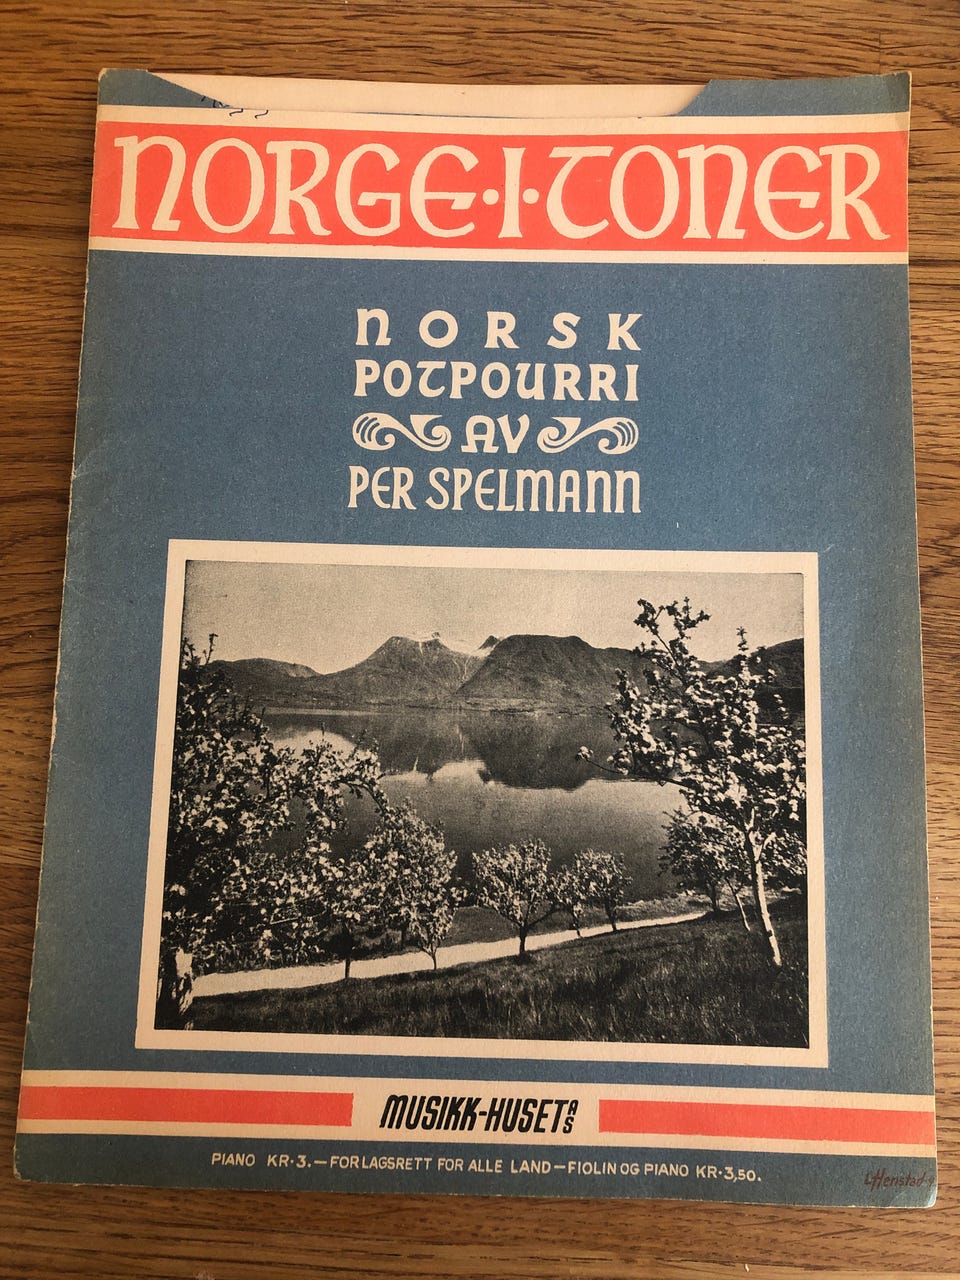 NORGE·I·TONER
NORSK
POTPOURRI
AV
PER SPELMANN
MUSIKK-HUSET A/S
PIANO KR·3.—FORLAGSRETT FOR ALLE LAND—FIOLIN OG PIANO KR·3,50.